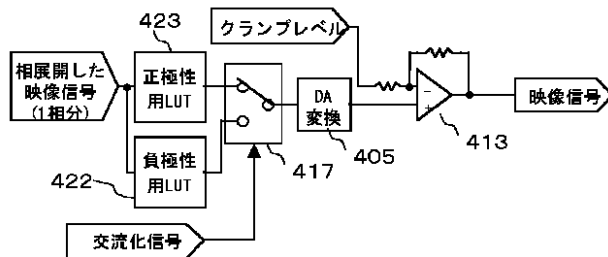 423
クランプレベル
相展開した
映像信号
(1相分)
正極性
用LUT
DA
変換
映像信号
413
405
417
負極性
用LUT
422
交流化信号
−
+